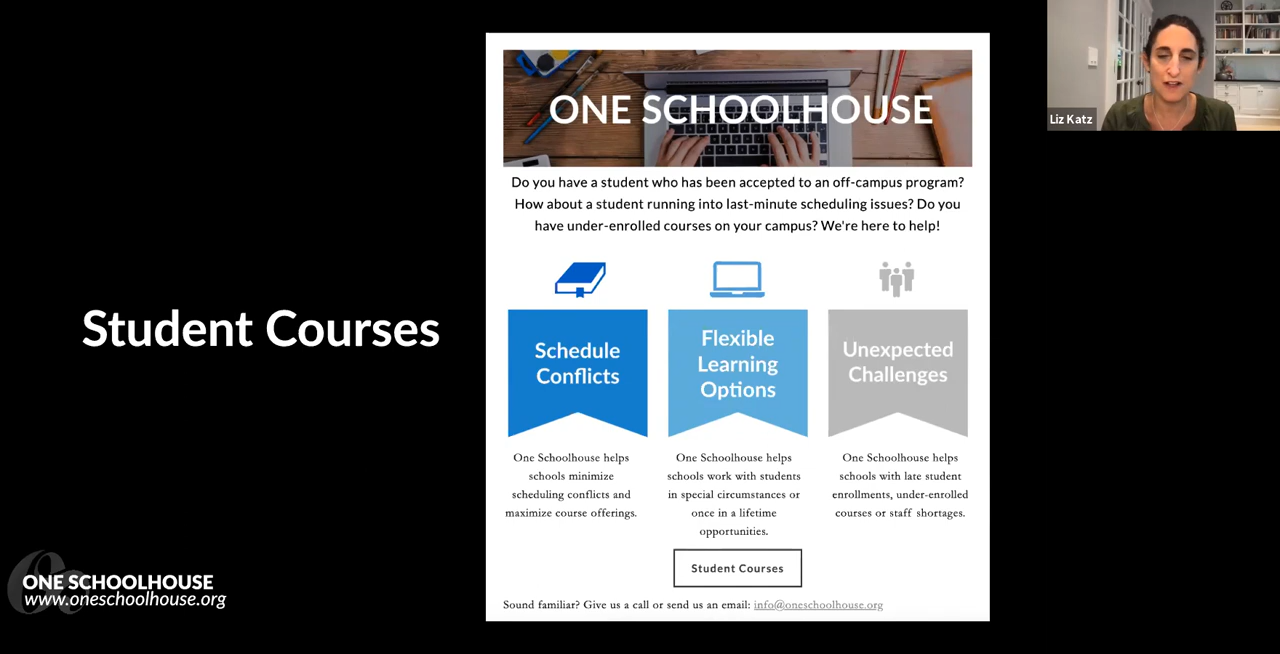 Student Courses
ONE SCHOOLHOUSE
www.oneschoolhouse.org
ONE SCHOOLHOUSE
Do you have a student who has been accepted to an off-campus program?
How about a student running into last-minute scheduling issues? Do you
have under-enrolled courses on your campus? We're here to help!
Schedule
Conflicts
One Schoolhouse helps
schools minimize
scheduling conflicts and
maximize course offerings.
Flexible
Learning
Options
One Schoolhouse helps
schools work with students
in special circumstances or
once in a lifetime
opportunities.
Unexpected
Challenges
One Schoolhouse helps
schools with late student
enrollments, under-enrolled
courses or staff shortages.
Student Courses
Sound familiar? Give us a call or send us an email: info@oneschoolhouse.org
Liz Katz